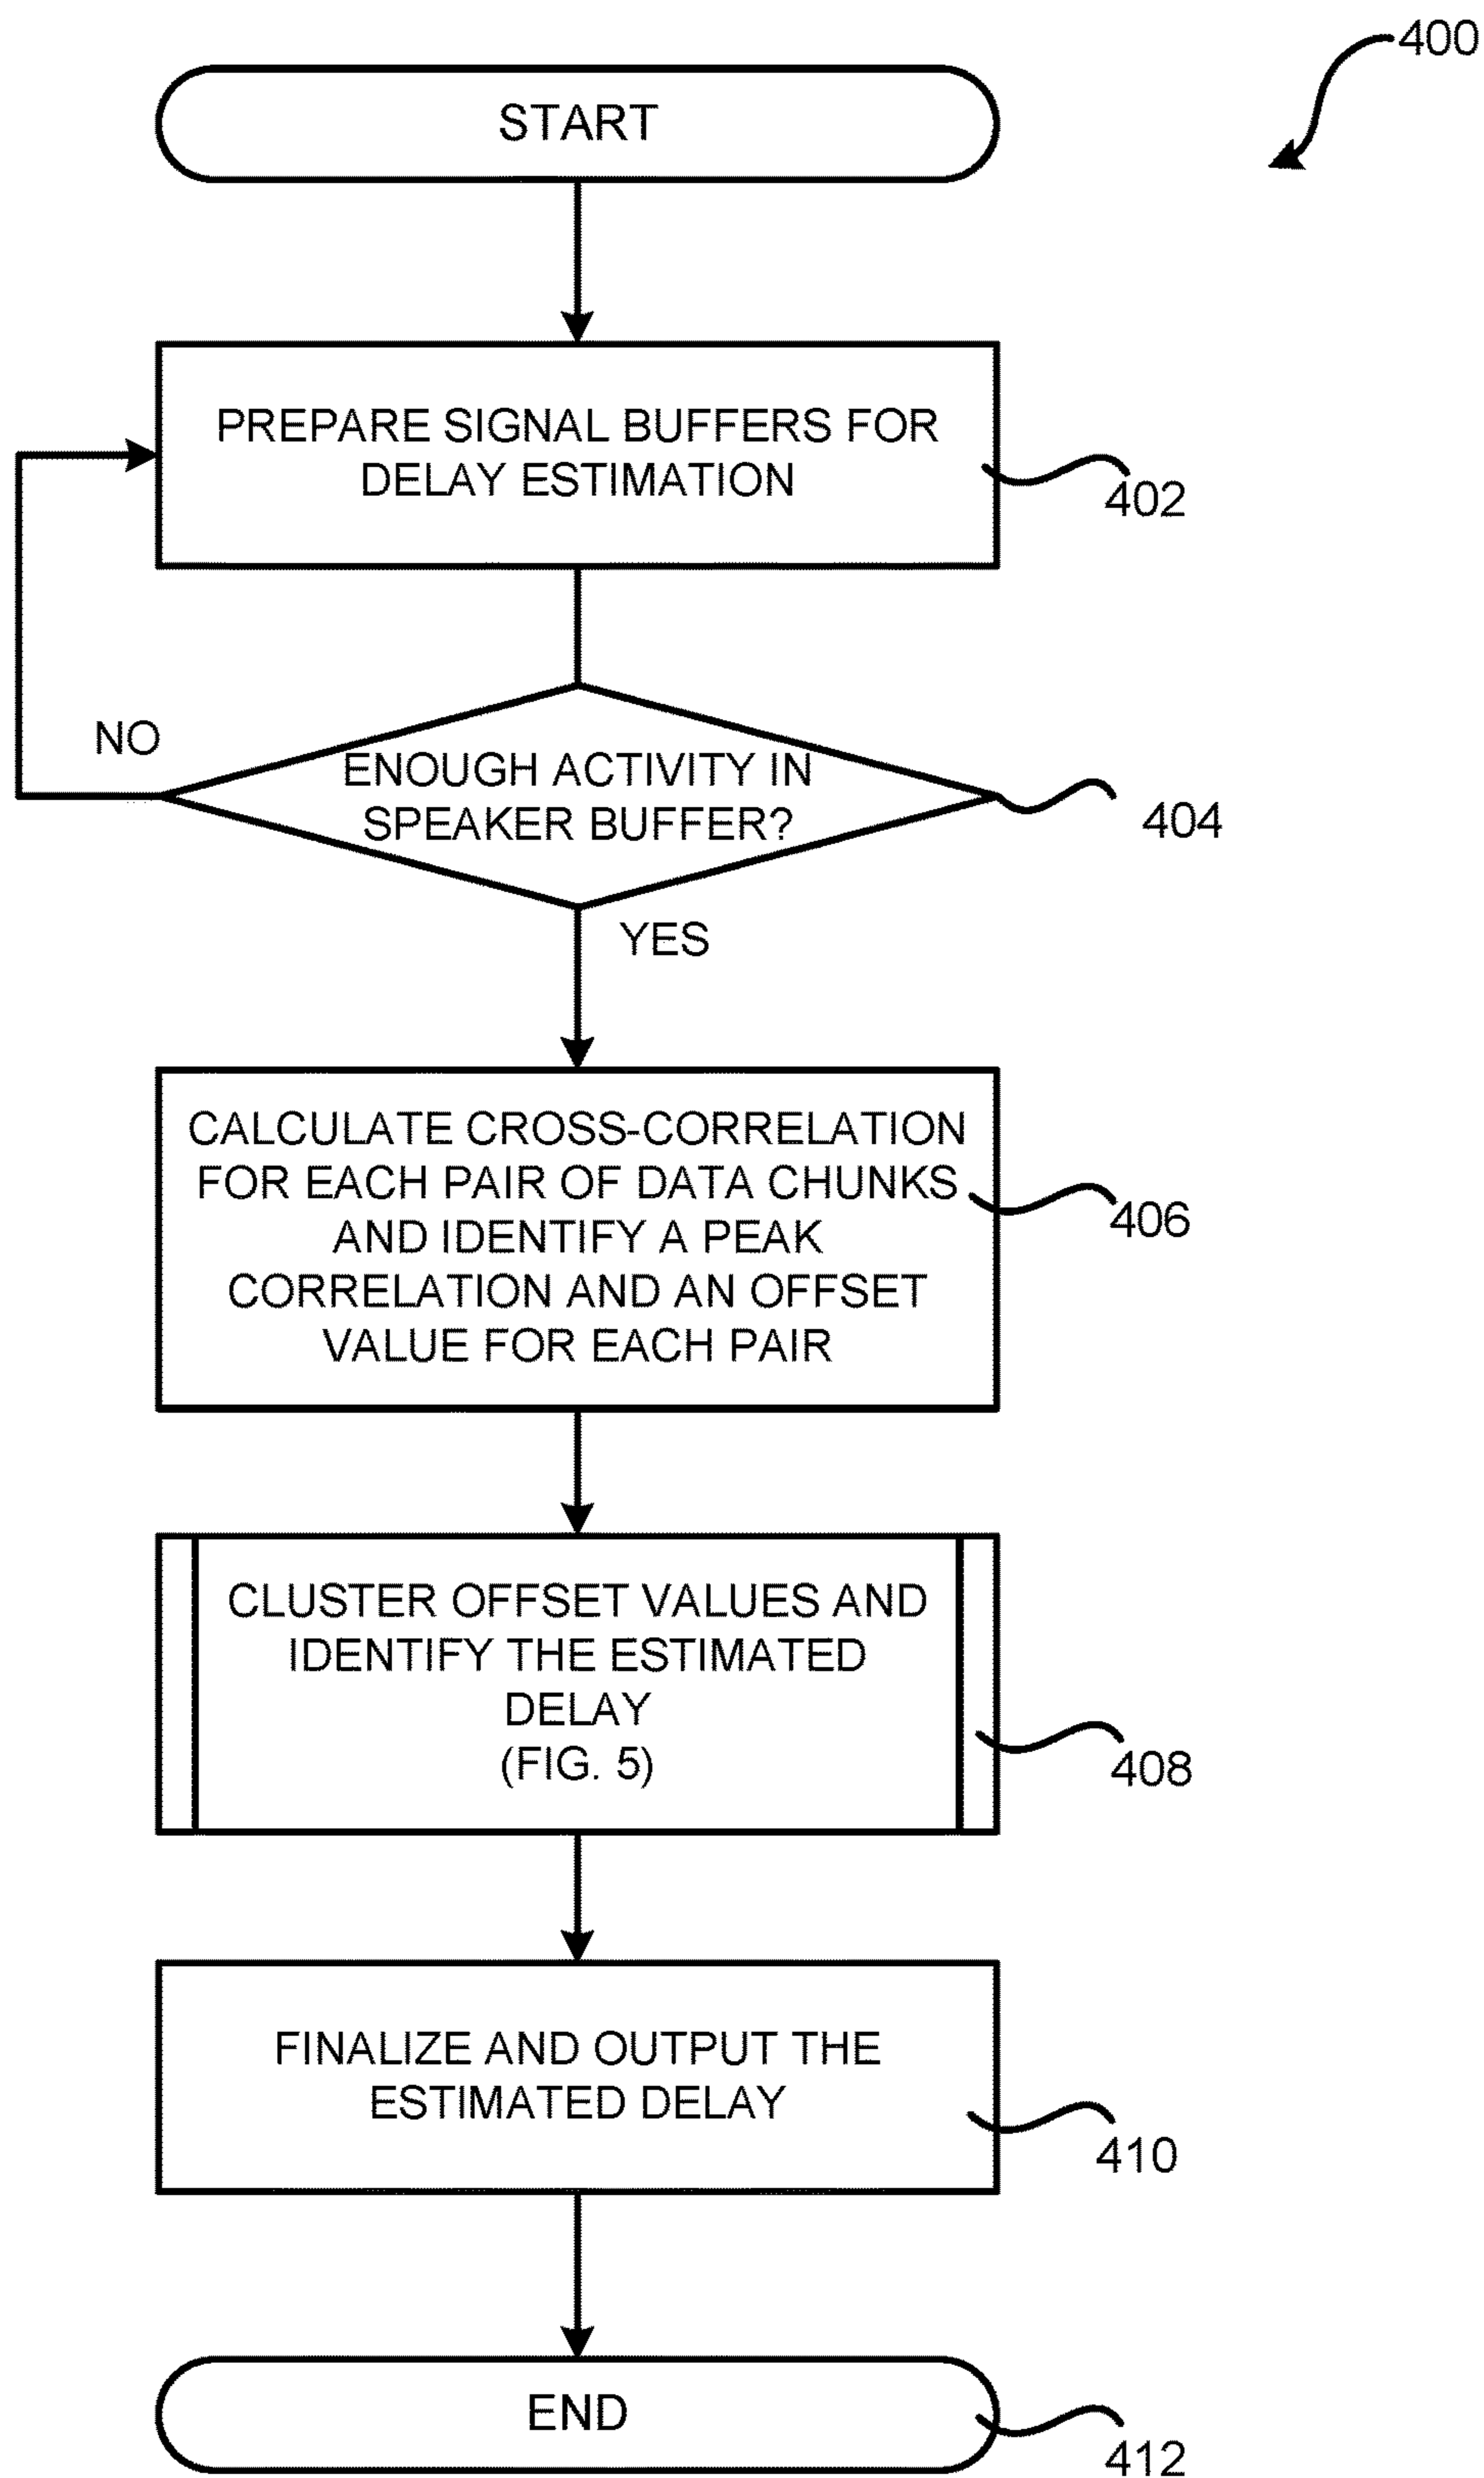 400
START
PREPARE SIGNAL BUFFERS FOR
DELAY ESTIMATION
402
NO
ENOUGH ACTIVITY IN
SPEAKER BUFFER?
404
YES
CALCULATE CROSS-CORRELATION
FOR EACH PAIR OF DATA CHUNKS
AND IDENTIFY A PEAK
CORRELATION AND AN OFFSET
VALUE FOR EACH PAIR
406
CLUSTER OFFSET VALUES AND
IDENTIFY THE ESTIMATED
DELAY
(FIG. 5)
408
FINALIZE AND OUTPUT THE
ESTIMATED DELAY
410
END
412